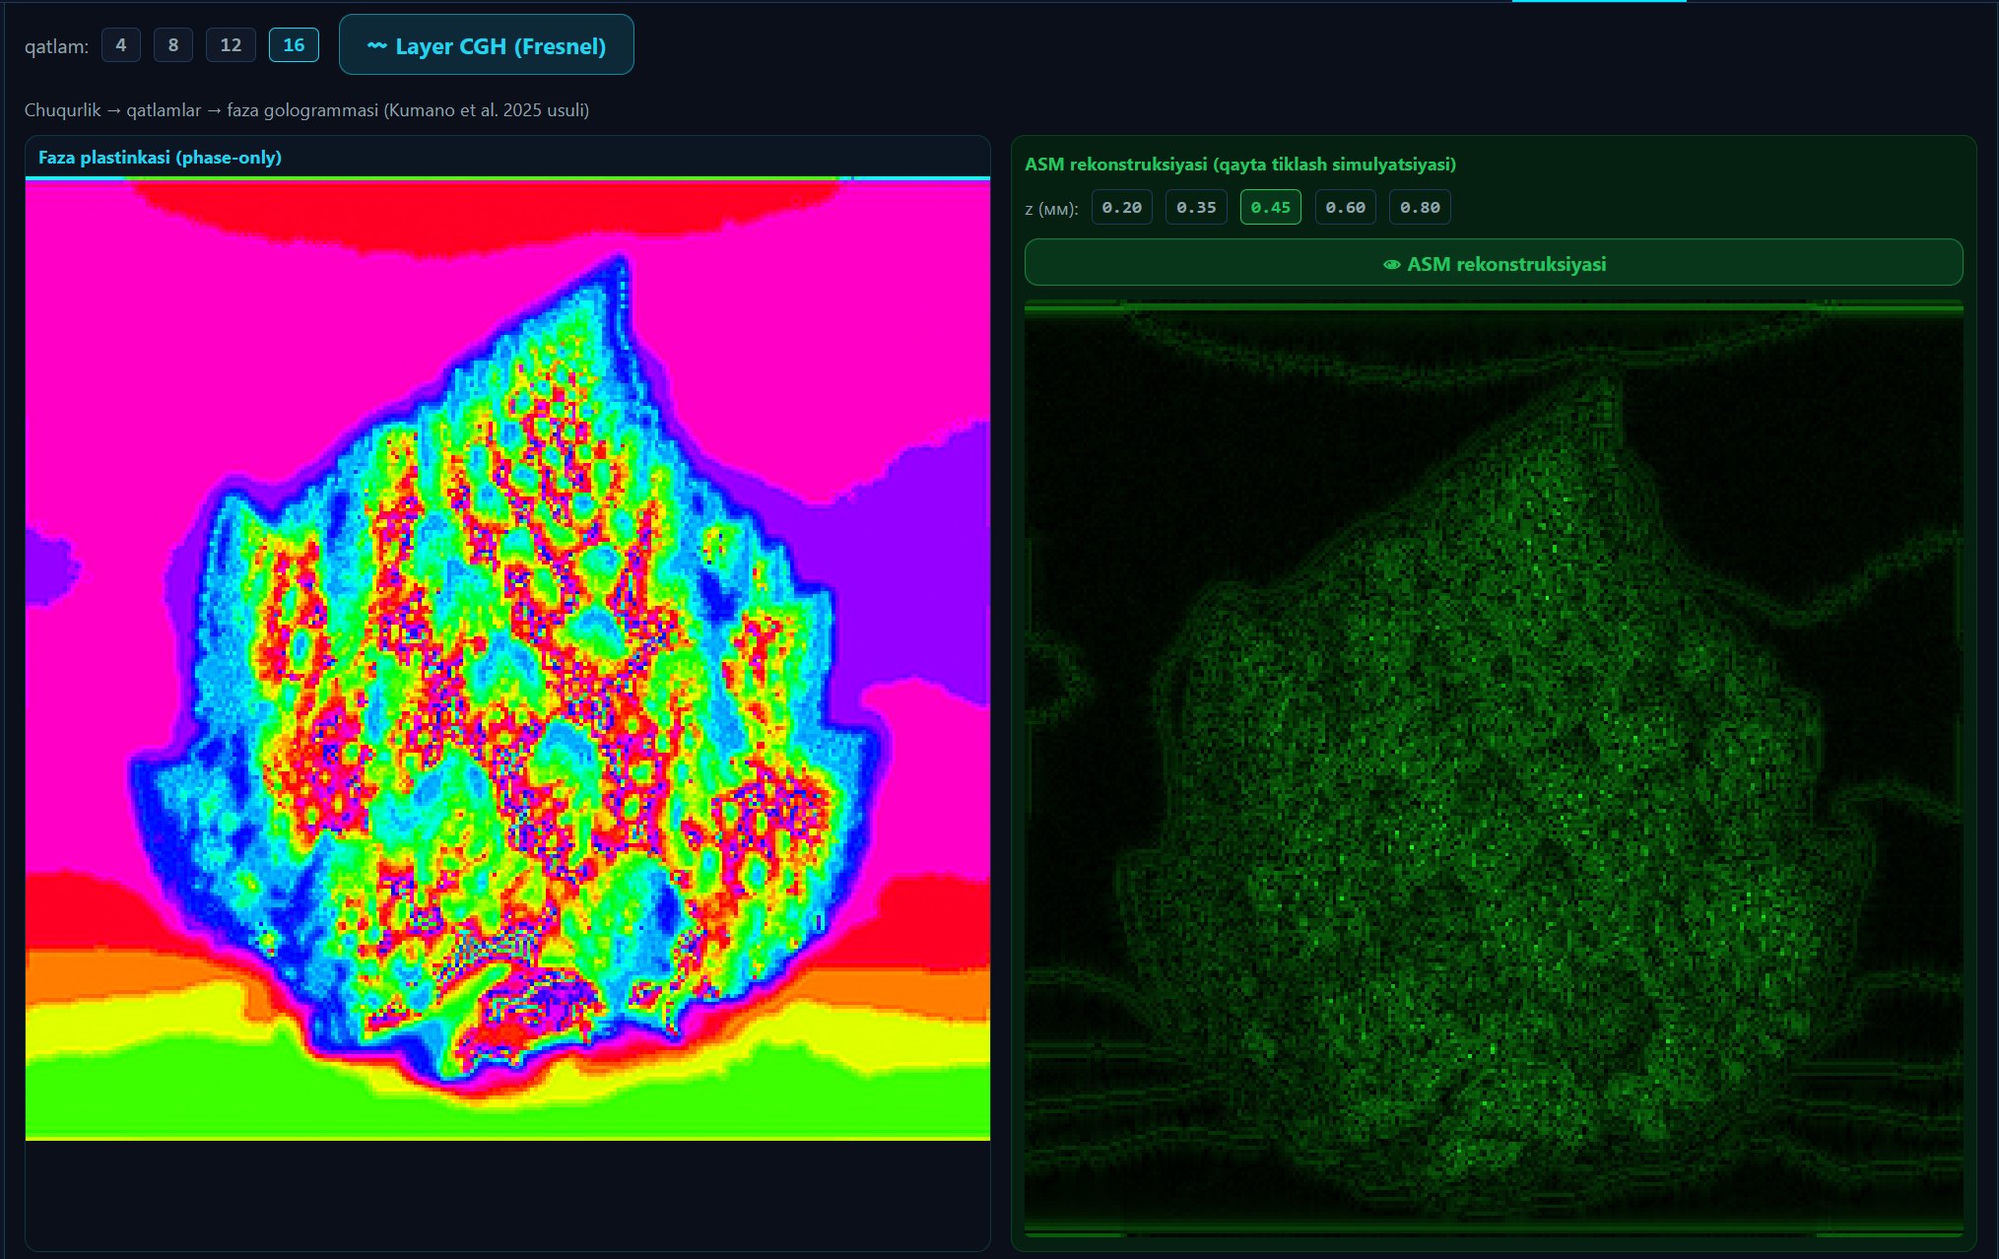 qatlam: 4 8 12 16 Layer CGH (Fresnel)
Chuqurlik → qatlamlar → faza gologrammasi (Kumano et al. 2025 usuli)
Faza plastinkasi (phase-only)
ASM rekonstruksiyasi (qayta tiklash simulyatsiyasi)
z (мм): 0.20 0.35 0.45 0.60 0.80
ASM rekonstruksiyasi